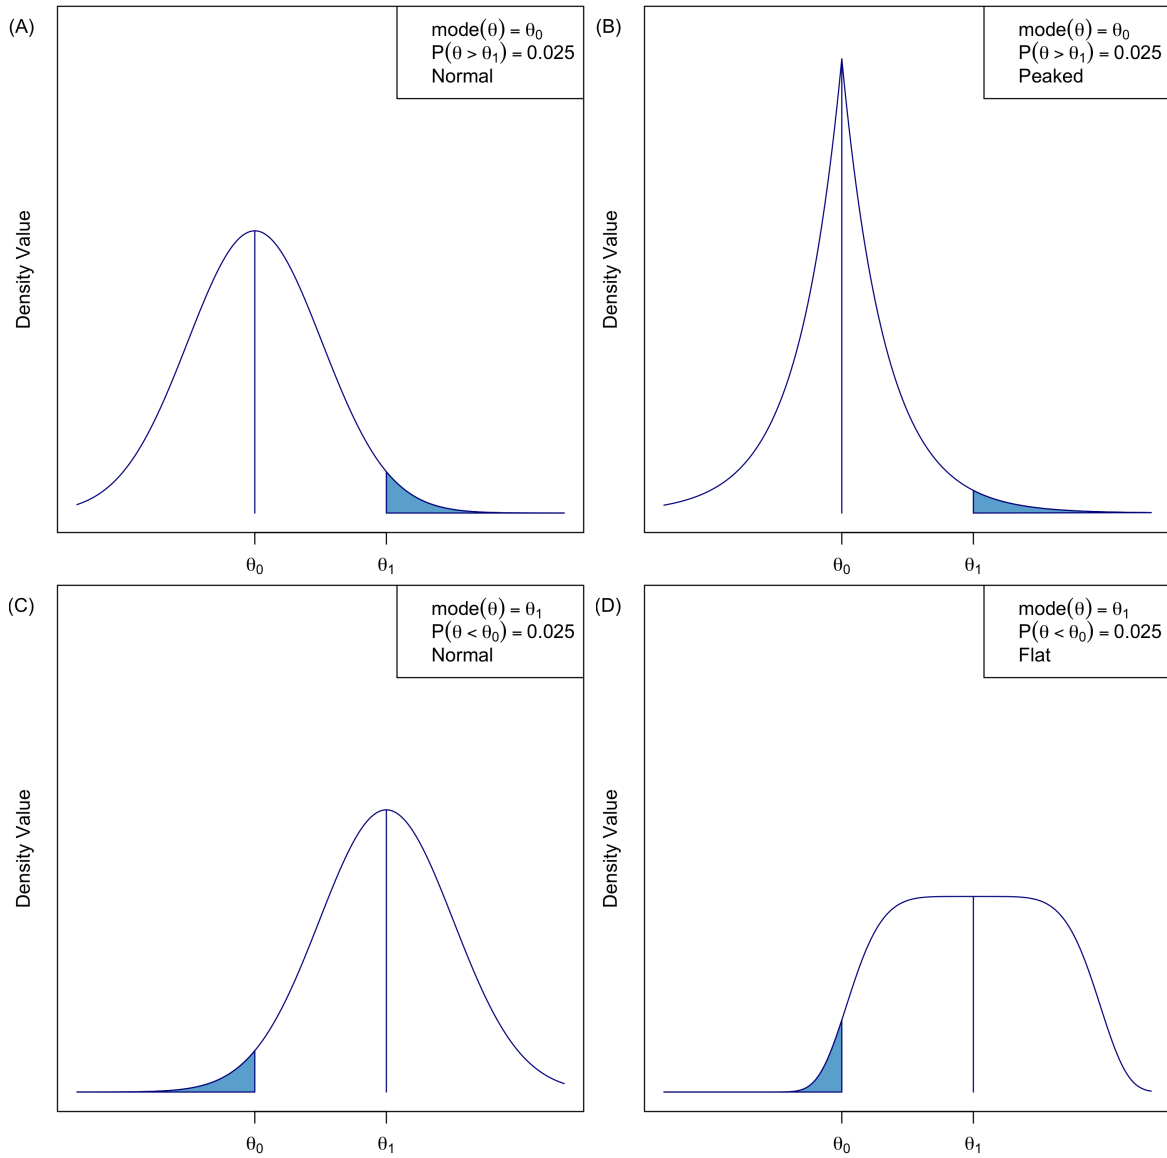 (A)
mode(θ) = θ₀
P(θ > θ₁) = 0.025
Normal
Density Value
θ₀ θ₁
(B)
mode(θ) = θ₀
P(θ > θ₁) = 0.025
Peaked
Density Value
θ₀ θ₁
(C)
mode(θ) = θ₁
P(θ < θ₀) = 0.025
Normal
Density Value
θ₀ θ₁
(D)
mode(θ) = θ₁
P(θ < θ₀) = 0.025
Flat
Density Value
θ₀ θ₁